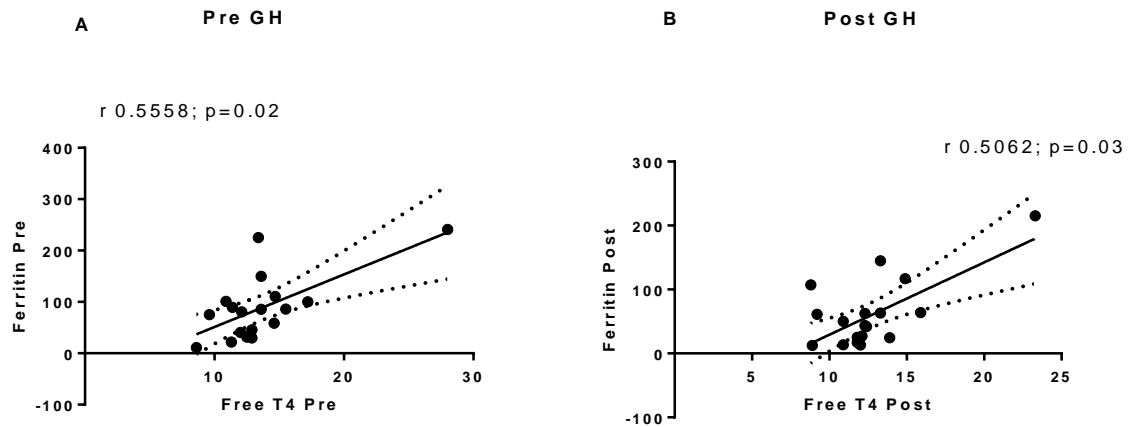 A
Pre GH
r 0.5558; p=0.02
400
300
200
100
0
-100
10
20
30
Ferritin Pre
Free T4 Pre
B
Post GH
r 0.5062; p=0.03
300
200
100
0
-100
5
10
15
20
25
Ferritin Post
Free T4 Post